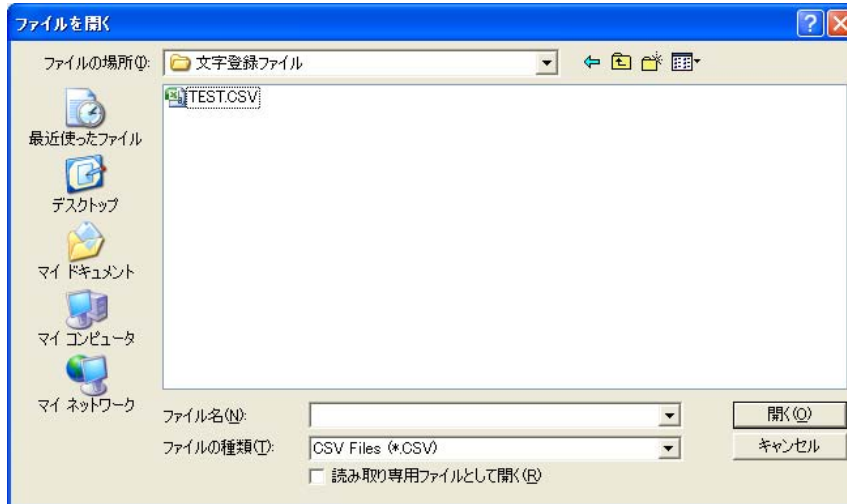 ファイルを開く
ファイルの場所(I):
文字登録ファイル
TEST.CSV
最近使ったファイル
デスクトップ
マイ ドキュメント
マイ コンピュータ
マイ ネットワーク
ファイル名(N):
開く(O)
ファイルの種類(T):
CSV Files (*.CSV)
キャンセル
読み取り専用ファイルとして開く(R)